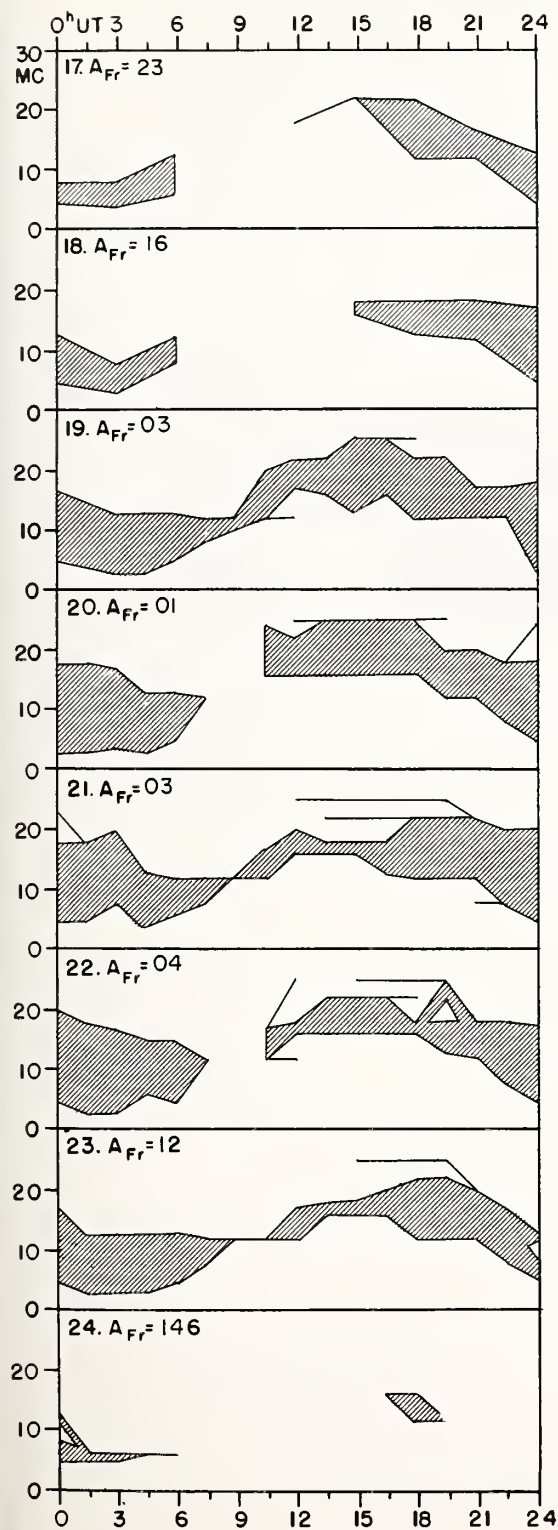 0ʰ UT 3 6 9 12 15 18 21 24
30
MC
17. A_Fr = 23
20
10
0
18. A_Fr = 16
20
10
0
19. A_Fr = 03
20
10
0
20. A_Fr = 01
20
10
0
21. A_Fr = 03
20
10
0
22. A_Fr = 04
20
10
0
23. A_Fr = 12
20
10
0
24. A_Fr = 146
20
10
0
0 3 6 9 12 15 18 21 24